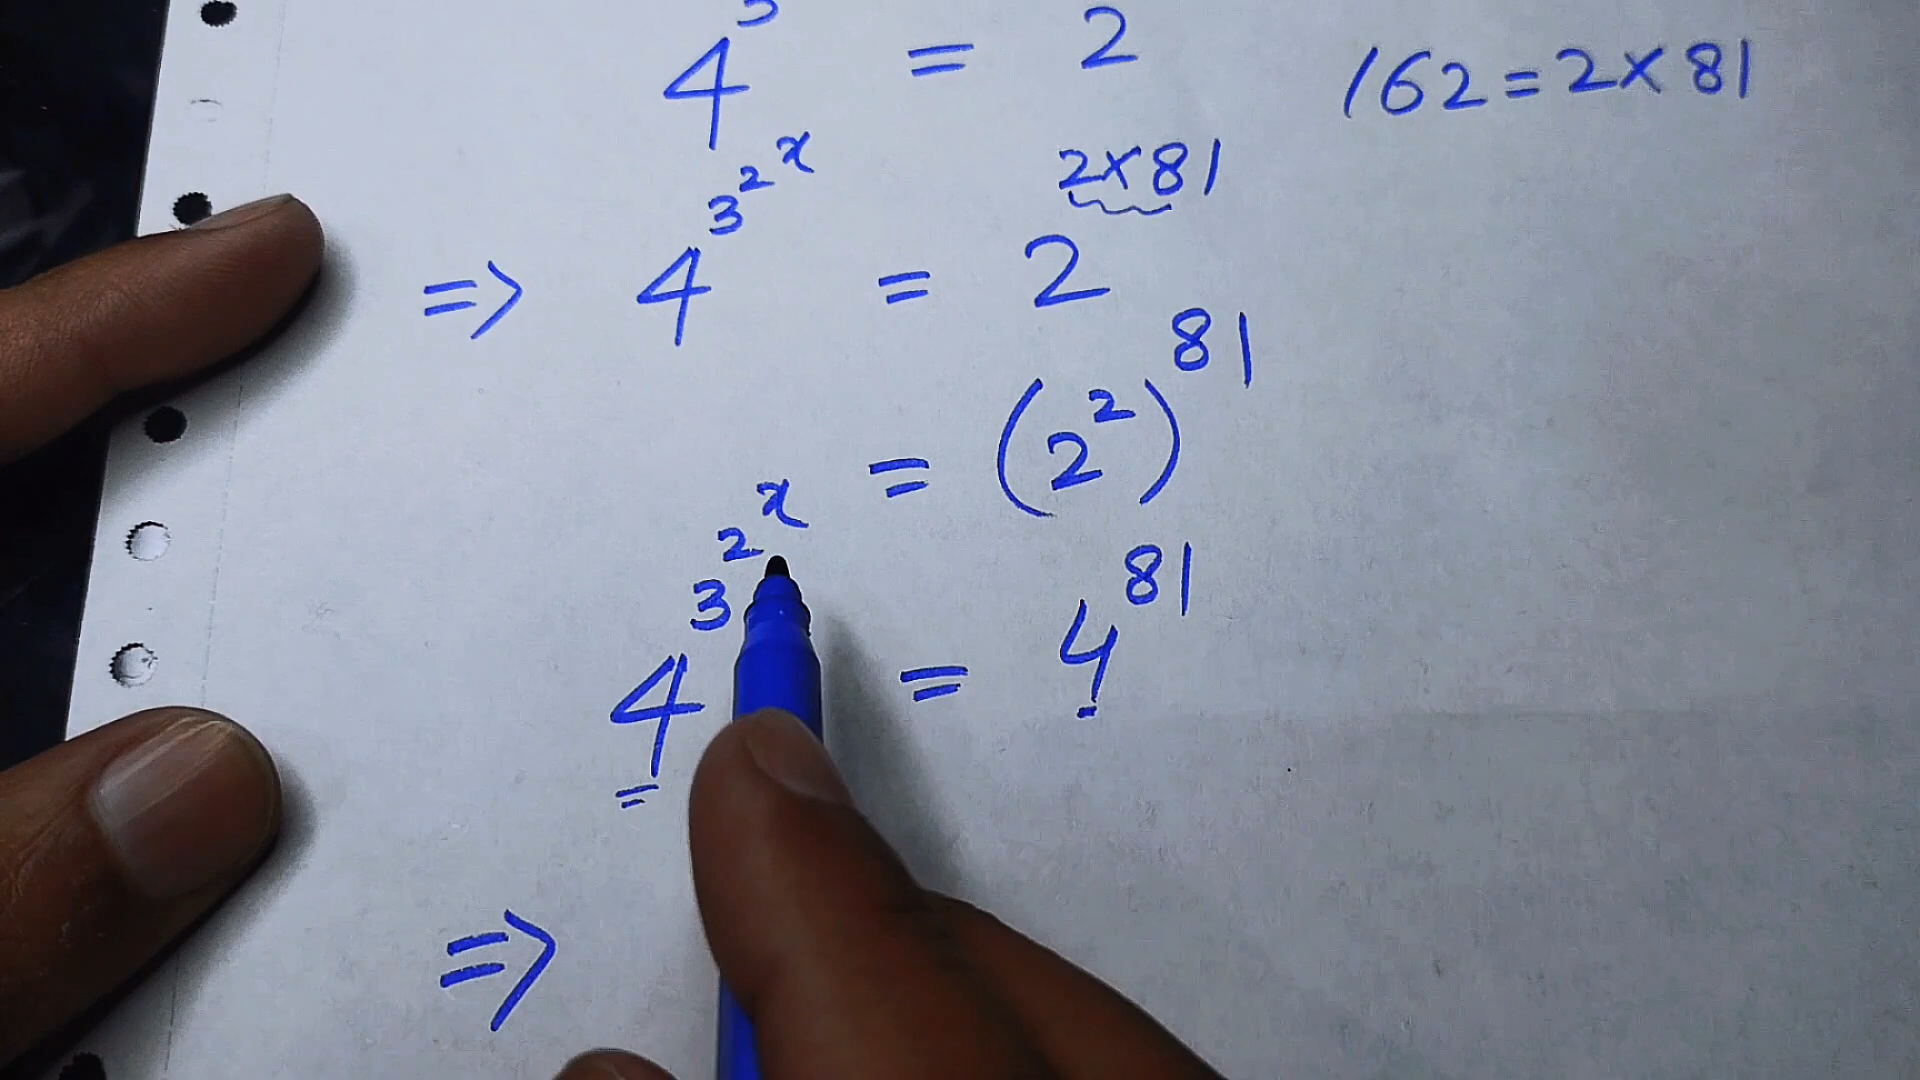 4^3 = 2
162 = 2 × 81
⇒ 4^3^2^x = 2^2×81
= (2^2)^81
4^3^2^x = 4^81
⇒